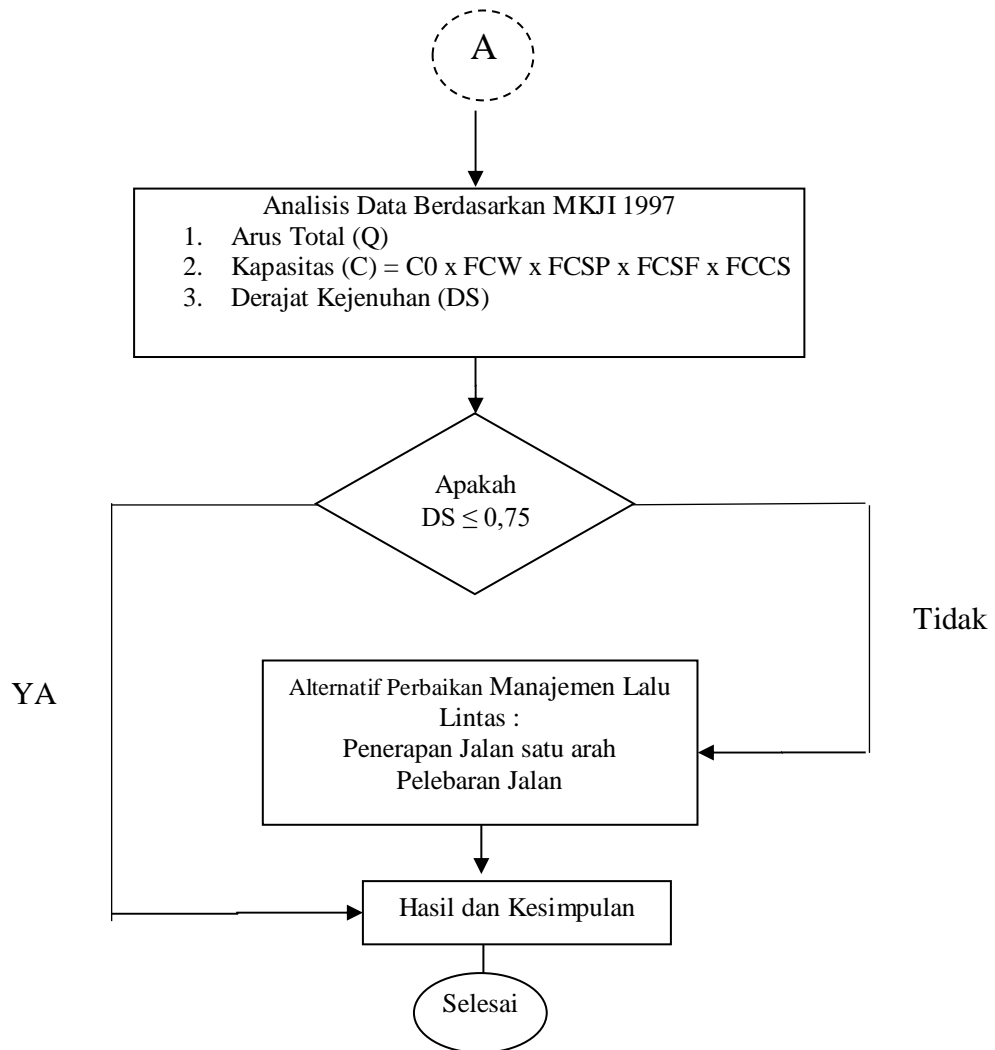 A
Analisis Data Berdasarkan MKJI 1997
1. Arus Total (Q)
2. Kapasitas (C) = C0 x FCW x FCSP x FCSF x FCCS
3. Derajat Kejenuhan (DS)
Apakah
DS ≤ 0,75
Tidak
YA
Alternatif Perbaikan Manajemen Lalu
Lintas :
Penerapan Jalan satu arah
Pelebaran Jalan
Hasil dan Kesimpulan
Selesai